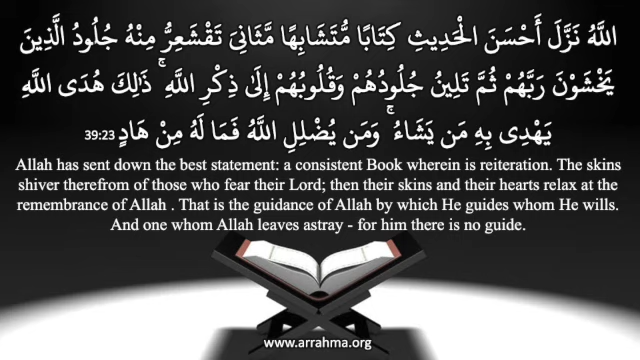 اللَّهُ نَزَّلَ أَحْسَنَ الْحَدِيثِ كِتَابًا مُّتَشَابِهًا مَّثَانِيَ تَقْشَعِرُّ مِنْهُ جُلُودُ الَّذِينَ
يَخْشَوْنَ رَبَّهُمْ ثُمَّ تَلِينُ جُلُودُهُمْ وَقُلُوبُهُمْ إِلَىٰ ذِكْرِ اللَّهِ ۚ ذَٰلِكَ هُدَى اللَّهِ
يَهْدِي بِهِ مَن يَشَاءُ ۚ وَمَن يُضْلِلِ اللَّهُ فَمَا لَهُ مِنْ هَادٍ 39:23
Allah has sent down the best statement: a consistent Book wherein is reiteration. The skins
shiver therefrom of those who fear their Lord; then their skins and their hearts relax at the
remembrance of Allah . That is the guidance of Allah by which He guides whom He wills.
And one whom Allah leaves astray - for him there is no guide.
www.arrahma.org